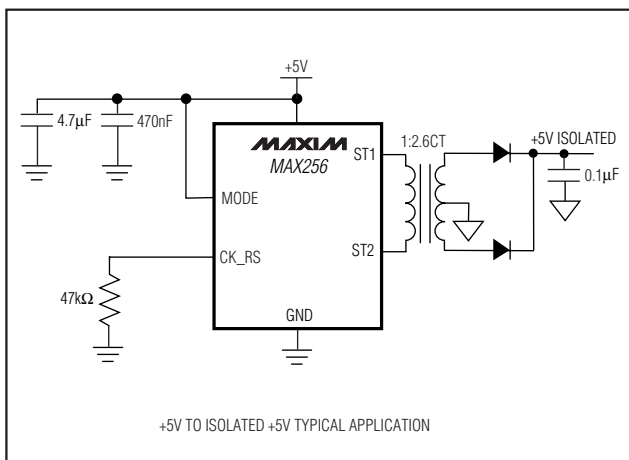 +5V
4.7µF
470nF
MAXIM
MAX256
ST1
1:2.6CT
+5V ISOLATED
0.1µF
MODE
CK_RS
ST2
47kΩ
GND
+5V TO ISOLATED +5V TYPICAL APPLICATION